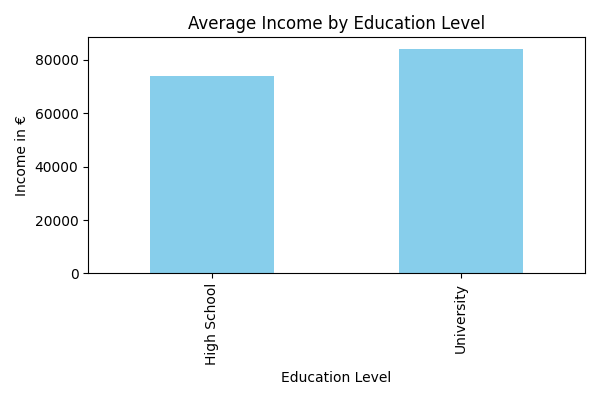 Average Income by Education Level
80000
60000
40000
20000
0
Income in €
High School
University
Education Level